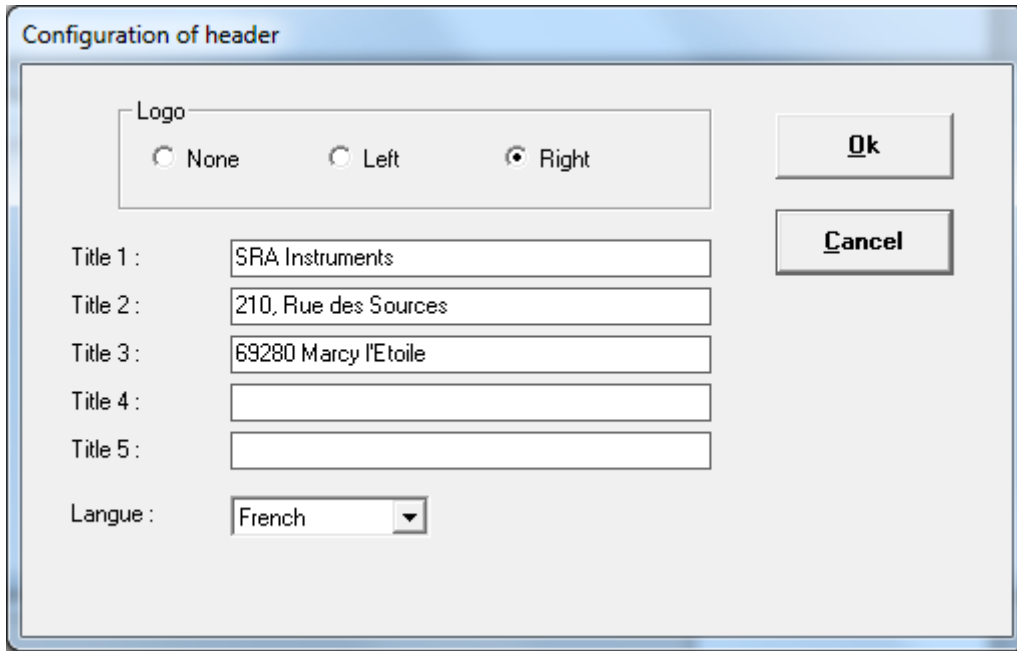 Configuration of header
Logo
None Left Right
Ok
Cancel
Title 1 : SRA Instruments
Title 2 : 210, Rue des Sources
Title 3 : 69280 Marcy l'Etoile
Title 4 :
Title 5 :
Langue : French